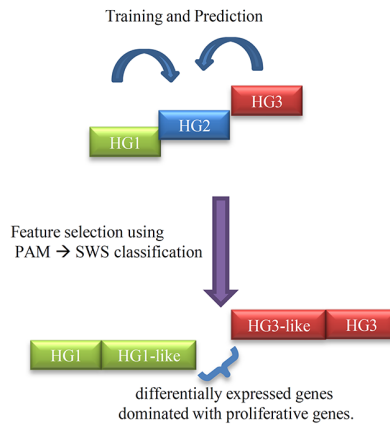 Training and Prediction
HG3
HG2
HG1
Feature selection using
PAM → SWS classification
HG3-like HG3
HG1 HG1-like
differentially expressed genes
dominated with proliferative genes.